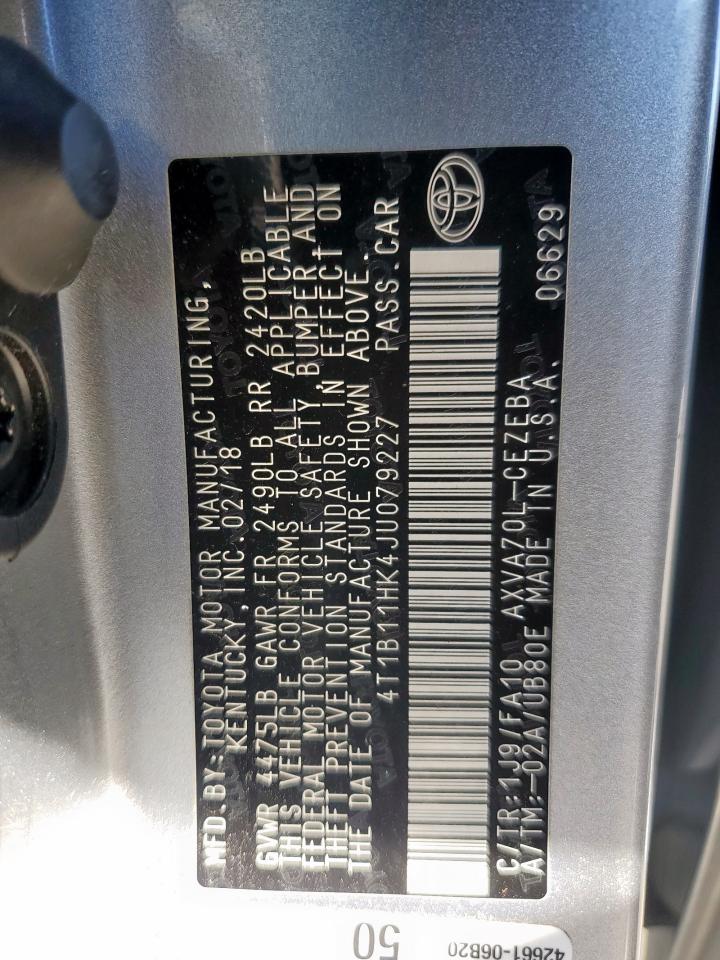 MFD.BY:TOYOTA MOTOR MANUFACTURING,
KENTUCKY,INC.02/18
GVWR 4475LB GAWR FR 2490LB RR 2420LB
THIS VEHICLE CONFORMS TO ALL APPLICABLE
FEDERAL MOTOR VEHICLE SAFETY, BUMPER,AND
THEFT PREVENTION STANDARDS IN EFFECT ON
THE DATE OF MANUFACTURE SHOWN ABOVE.
4T1B11HK4JU079227 PASS.CAR
C/TR:1J9/FA10 AXVA70L-CEZEBA 06629
A/TM:-02A/UB80E MADE IN U.S.A.
50
42661-06B20